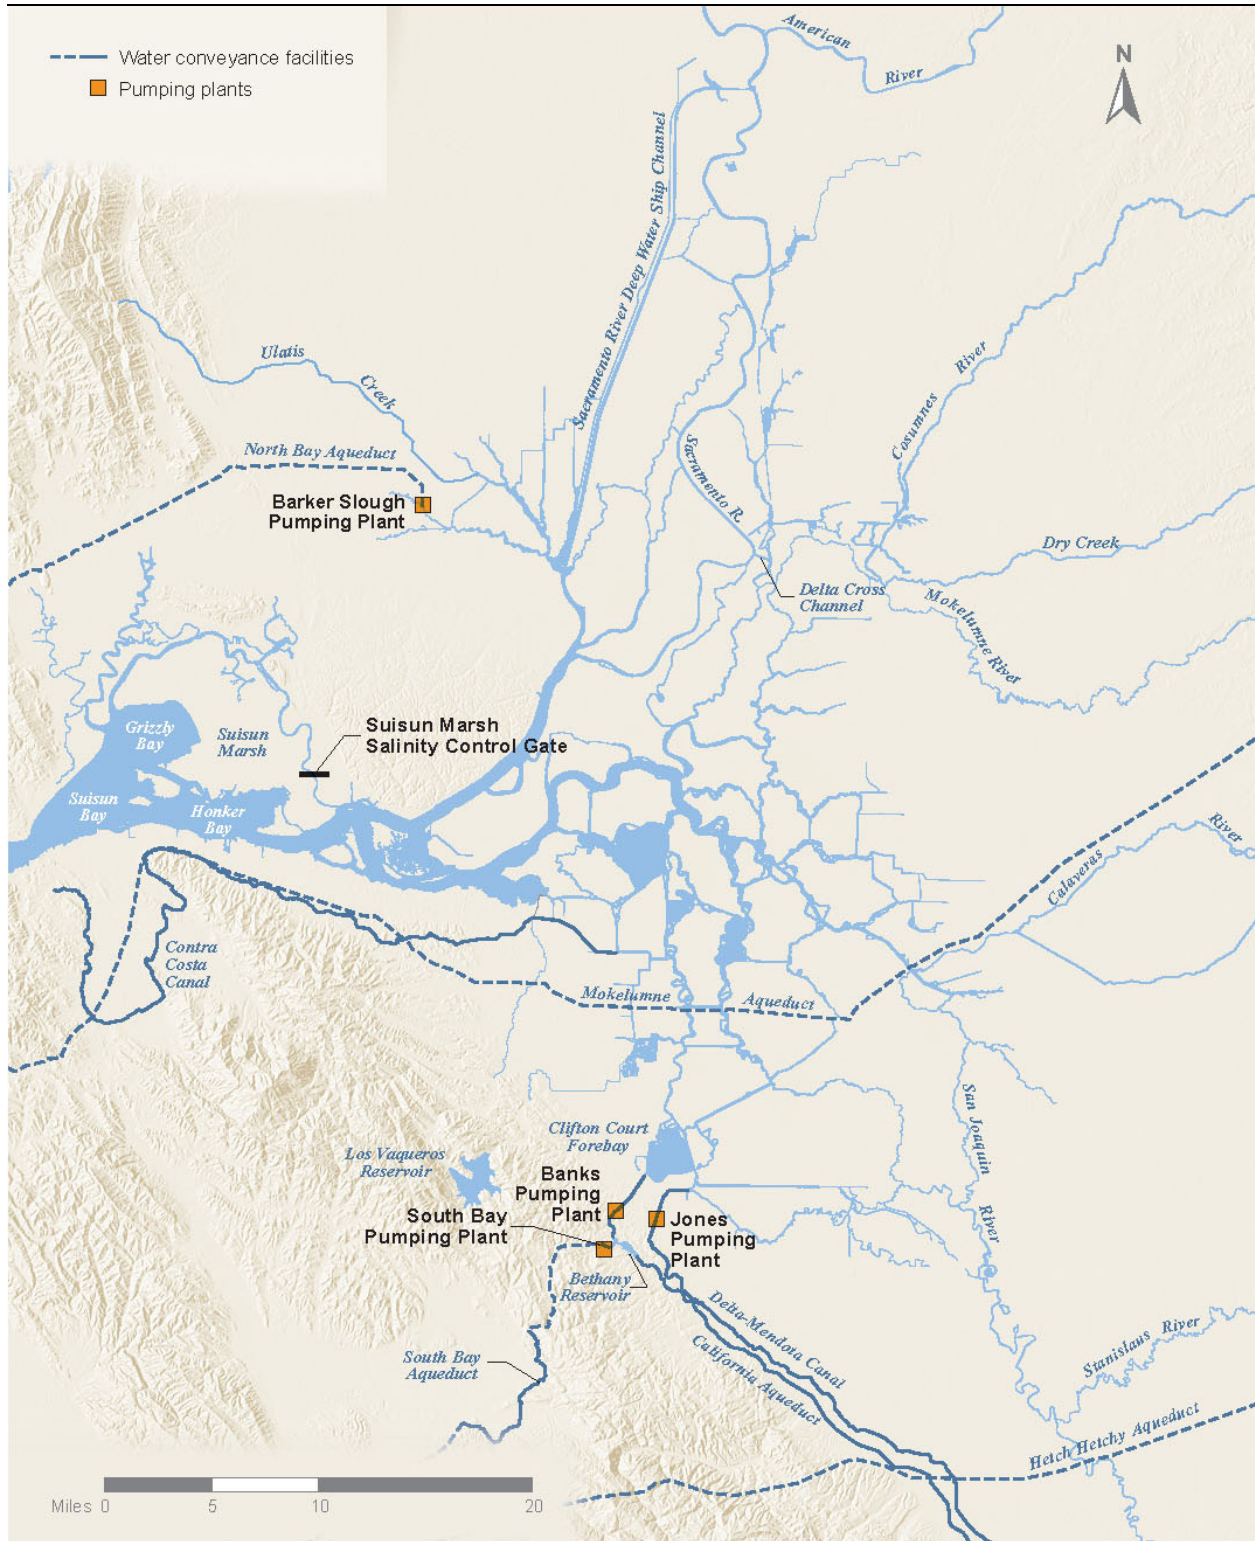 Water conveyance facilities
Pumping plants
N
American
River
Sacramento River Deep Water Ship Channel
Ulatis
Creek
North Bay Aqueduct
Barker Slough
Pumping Plant
Sacramento R.
Cosumnes River
Dry Creek
Delta Cross
Channel
Mokelumne River
Grizzly
Bay
Suisun
Marsh
Suisun Marsh
Salinity Control Gate
Suisun
Bay
Honker
Bay
Calaveras River
Contra
Costa
Canal
Mokelumne Aqueduct
San Joaquin River
Clifton Court
Forebay
Los Vaqueros
Reservoir
Banks
Pumping
Plant
South Bay
Pumping Plant
Jones
Pumping
Plant
Bethany
Reservoir
Delta-Mendota Canal
California Aqueduct
South Bay
Aqueduct
Stanislaus River
Hetch Hetchy Aqueduct
Miles 0 5 10 20